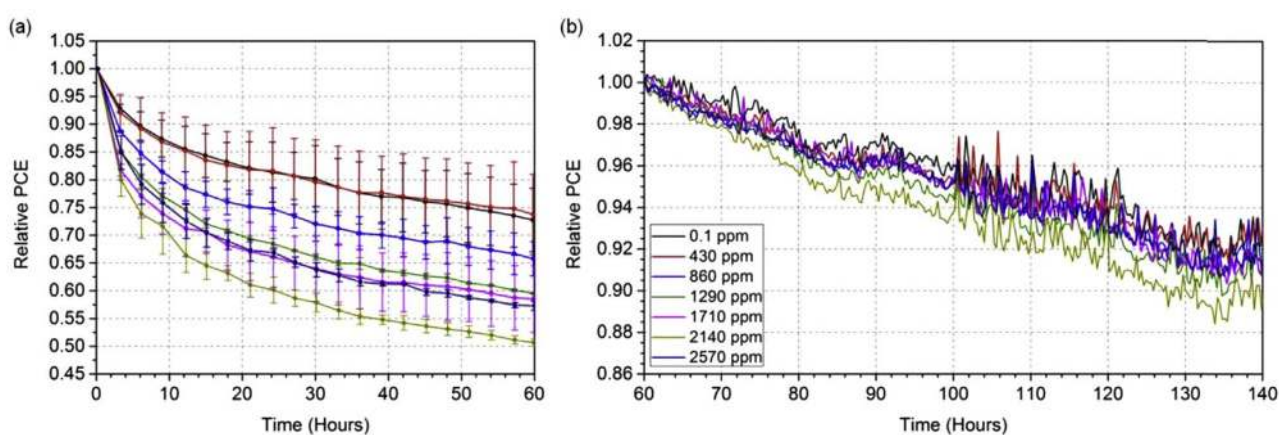 (a)
1.05
1.00
0.95
0.90
0.85
0.80
0.75
0.70
0.65
0.60
0.55
0.50
0.45
Relative PCE
0 10 20 30 40 50 60
Time (Hours)
(b)
1.02
1.00
0.98
0.96
0.94
0.92
0.90
0.88
0.86
Relative PCE
0.1 ppm
430 ppm
860 ppm
1290 ppm
1710 ppm
2140 ppm
2570 ppm
60 70 80 90 100 110 120 130 140
Time (Hours)